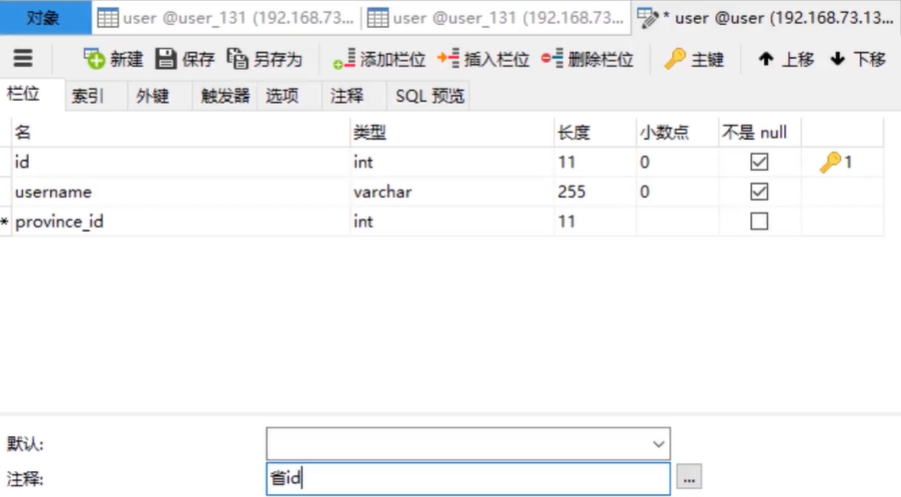 对象 user @user_131 (192.168.73... user @user_131 (192.168.73... * user @user (192.168.73.13...
新建 保存 另存为 添加栏位 插入栏位 删除栏位 主键 上移 下移
栏位 索引 外键 触发器 选项 注释 SQL 预览
名 类型 长度 小数点 不是 null
id int 11 0 1
username varchar 255 0
* province_id int 11
默认:
注释: 省id ...